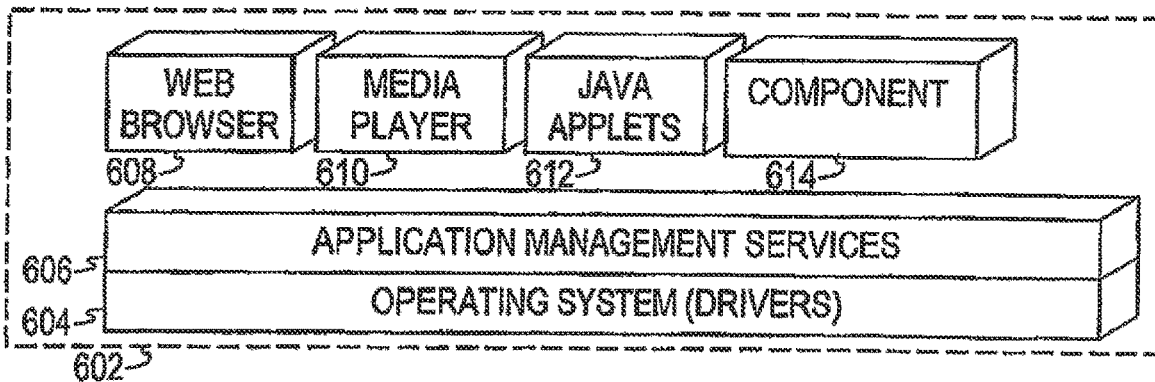 WEB
BROWSER
MEDIA
PLAYER
JAVA
APPLETS
COMPONENT
608
610
612
614
APPLICATION MANAGEMENT SERVICES
606
OPERATING SYSTEM (DRIVERS)
604
602